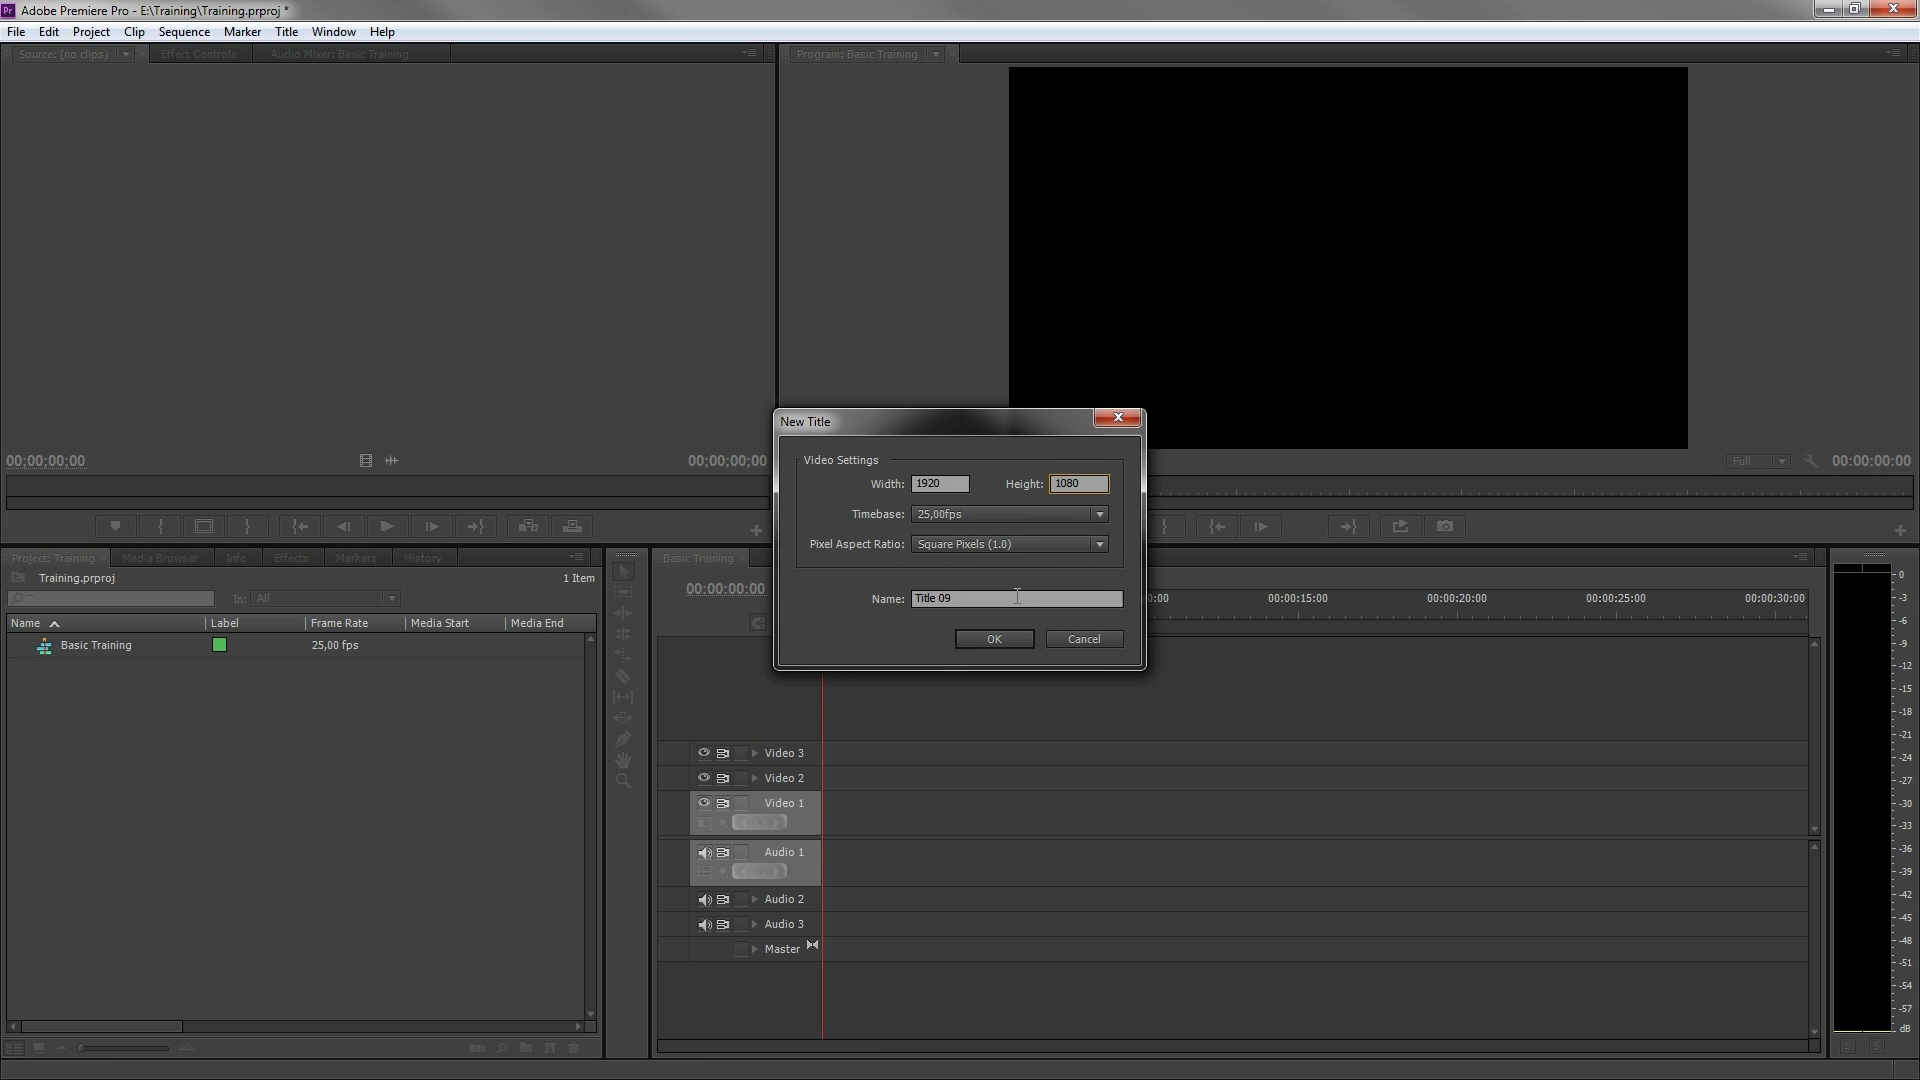 Pr Adobe Premiere Pro - E:\Training\Training.prproj *
File Edit Project Clip Sequence Marker Title Window Help
Source: (no clips) Effect Controls Audio Mixer: Basic Training
Program: Basic Training
New Title
Video Settings
Width: 1920 Height: 1080
Timebase: 25,00fps
Pixel Aspect Ratio: Square Pixels (1.0)
Name: Title 09
OK Cancel
00;00;00;00 00;00;00;00
Full 00:00:00:00
Project: Training Media Browser Info Effects Markers History
Training.prproj 1 Item
In: All
Name Label Frame Rate Media Start Media End
Basic Training 25,00 fps
Basic Training
00:00:00:00
0:00 00:00:15:00 00:00:20:00 00:00:25:00 00:00:30:00
Video 3
Video 2
Video 1
Audio 1
Audio 2
Audio 3
Master
0
-3
-6
-9
-12
-15
-18
-21
-24
-27
-30
-33
-36
-39
-42
-45
-48
-51
-54
-57
dB
S S